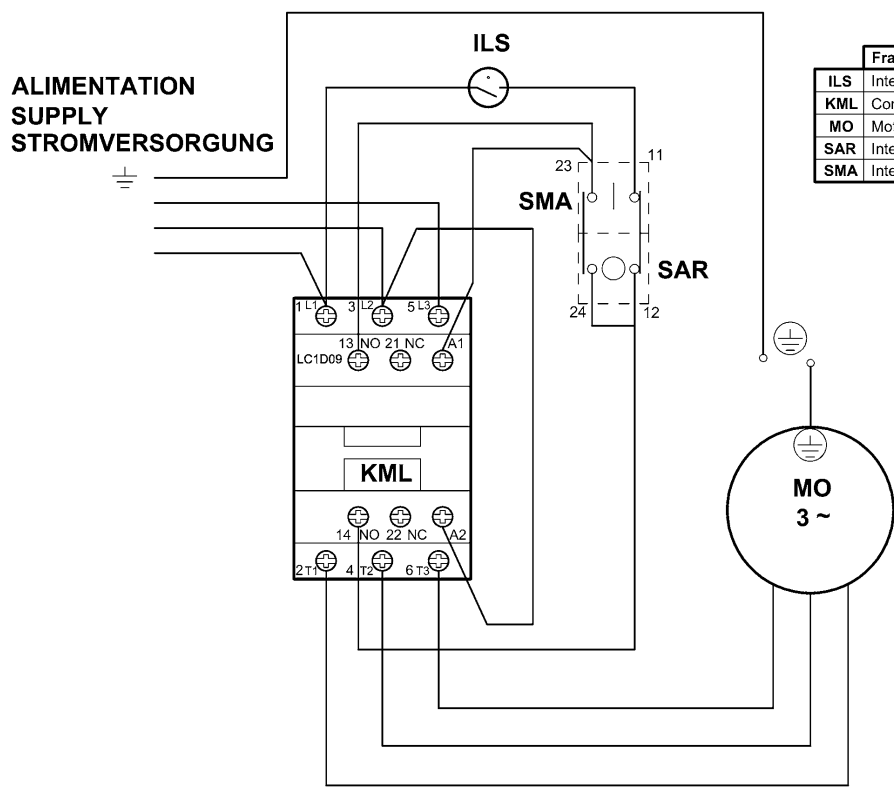 ILS
ALIMENTATION
SUPPLY
STROMVERSORGUNG
Fra
ILS Inte
KML Con
MO Mot
SAR Inte
SMA Inte
23 11
SMA
SAR
24 12
1 L1 3 L2 5 L3
13 NO 21 NC A1
LC1D09
KML
14 NO 22 NC A2
2 T1 4 T2 6 T3
MO
3 ~